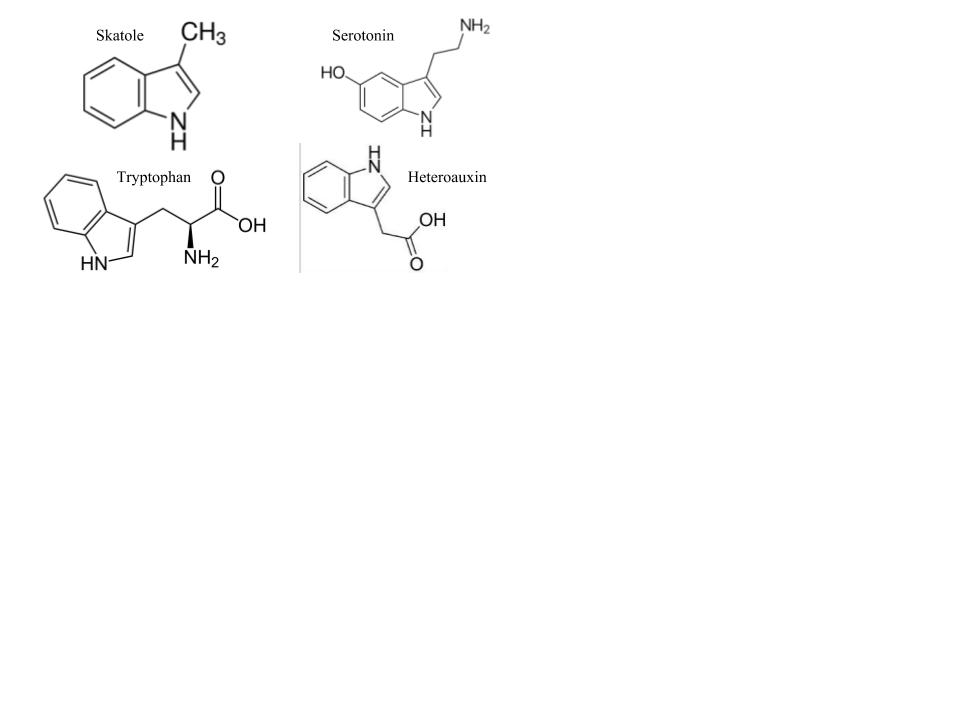 Skatole
CH₃
N
H
Serotonin
NH₂
HO
N
H
Tryptophan
O
OH
NH₂
HN
H
N
Heteroauxin
OH
O